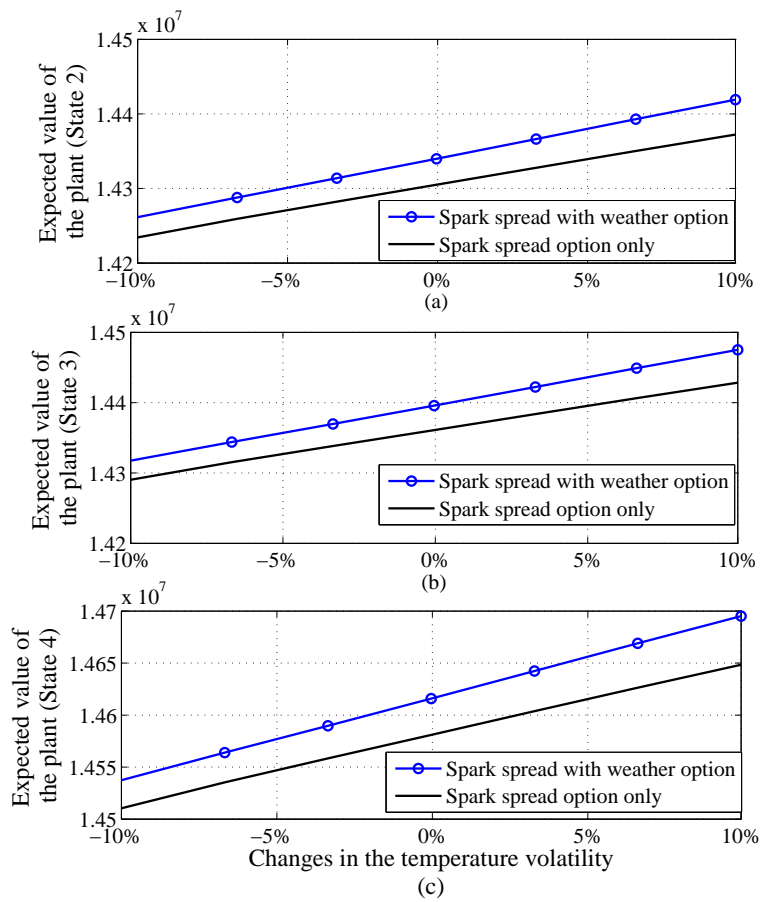 x 10^7
1.45
1.44
1.43
1.42
Expected value of
the plant (State 2)
Spark spread with weather option
Spark spread option only
−10% −5% 0% 5% 10%
(a)
x 10^7
1.45
1.44
1.43
1.42
Expected value of
the plant (State 3)
Spark spread with weather option
Spark spread option only
−10% −5% 0% 5% 10%
(b)
x 10^7
1.47
1.465
1.46
1.455
1.45
Expected value of
the plant (State 4)
Spark spread with weather option
Spark spread option only
−10% −5% 0% 5% 10%
Changes in the temperature volatility
(c)